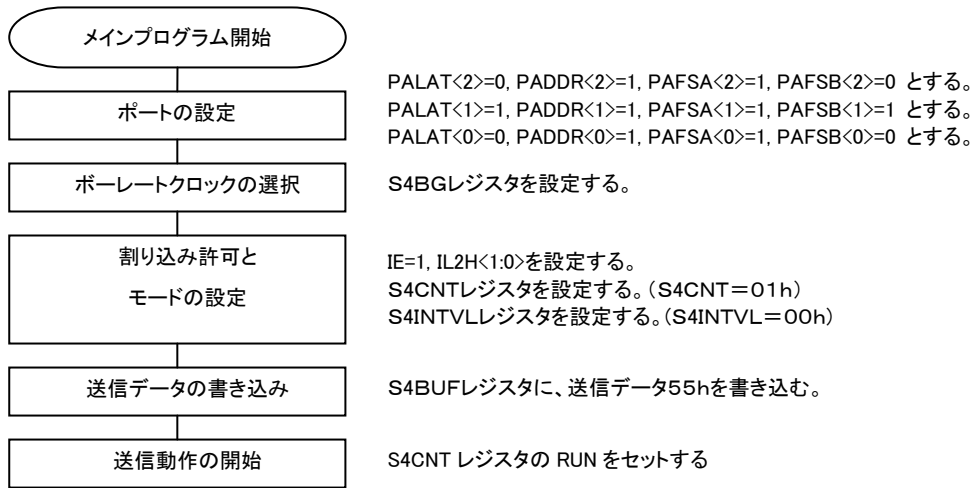 メインプログラム開始
ポートの設定
PALAT<2>=0, PADDR<2>=1, PAFSA<2>=1, PAFSB<2>=0 とする。
PALAT<1>=1, PADDR<1>=1, PAFSA<1>=1, PAFSB<1>=1 とする。
PALAT<0>=0, PADDR<0>=1, PAFSA<0>=1, PAFSB<0>=0 とする。
ボーレートクロックの選択
S4BGレジスタを設定する。
割り込み許可と
モードの設定
IE=1, IL2H<1:0>を設定する。
S4CNTレジスタを設定する。(S4CNT=01h)
S4INTVLレジスタを設定する。(S4INTVL=00h)
送信データの書き込み
S4BUFレジスタに、送信データ55hを書き込む。
送信動作の開始
S4CNT レジスタの RUN をセットする